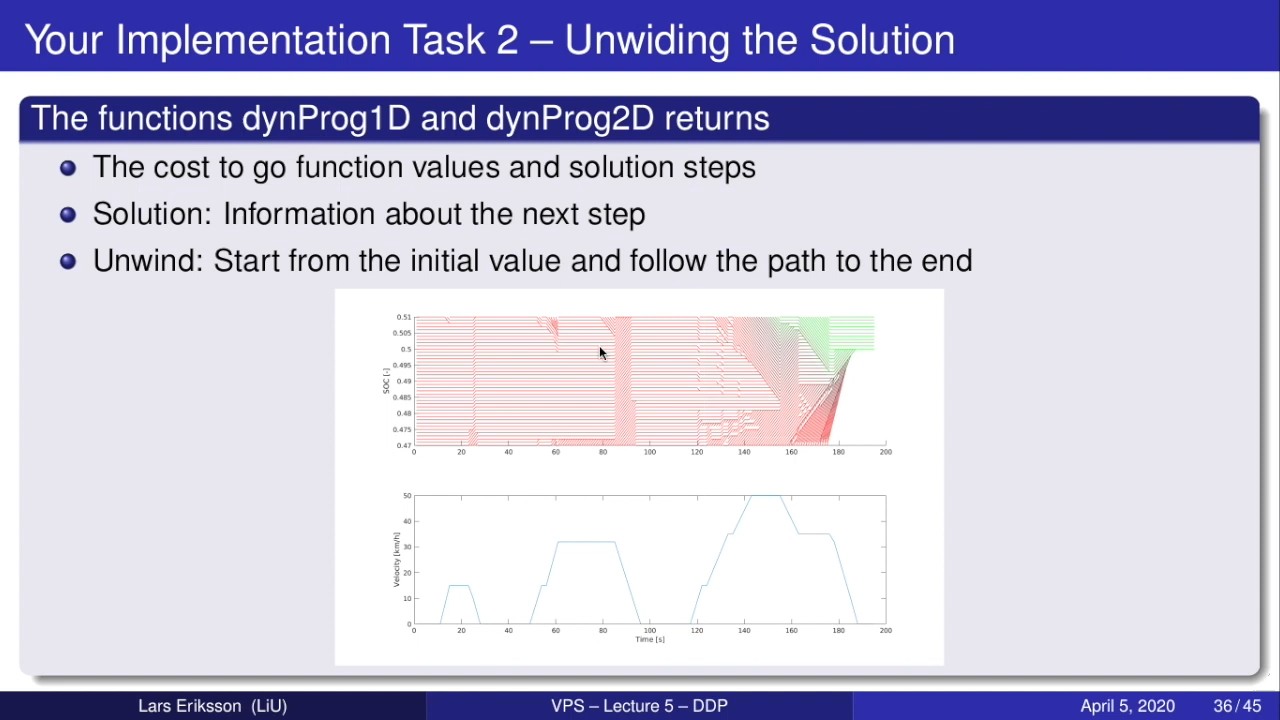 Your Implementation Task 2 – Unwiding the Solution
The functions dynProg1D and dynProg2D returns
The cost to go function values and solution steps
Solution: Information about the next step
Unwind: Start from the initial value and follow the path to the end
0.51
0.505
0.5
0.495
0.49
0.485
0.48
0.475
0.47
SOC [-]
0 20 40 60 80 100 120 140 160 180 200
50
40
30
20
10
0
Velocity [km/h]
0 20 40 60 80 100 120 140 160 180 200
Time [s]
Lars Eriksson (LiU) VPS – Lecture 5 – DDP April 5, 2020 36 / 45